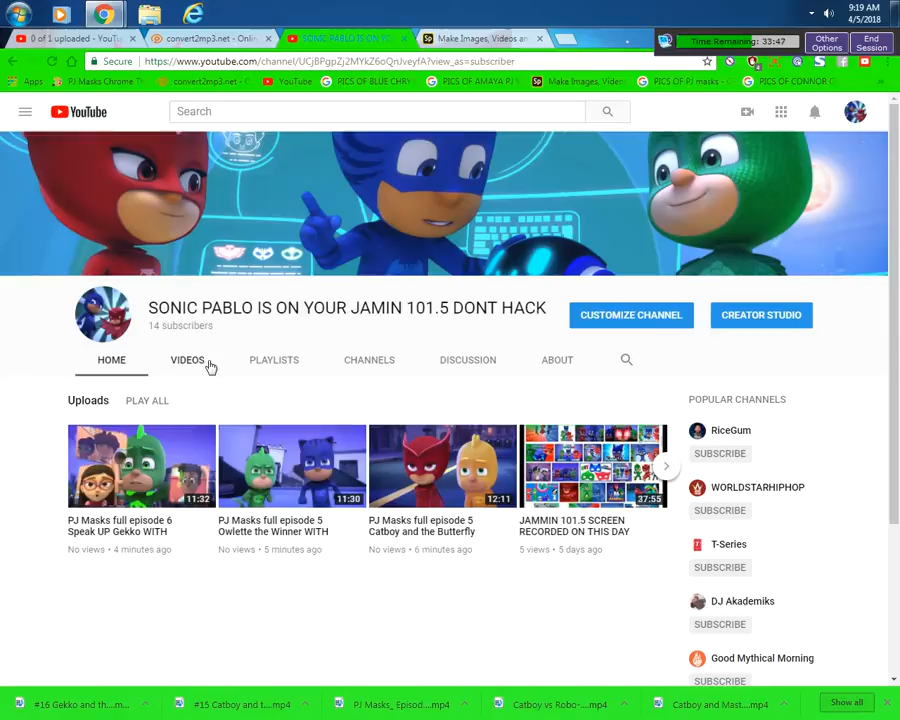 9:19 AM
4/5/2018
0 of 1 uploaded - YouTu
convert2mp3.net - Onlin
SONIC PABLO IS ON YO
Make Images, Videos an
Time Remaining: 33:47
Other Options
End Session
Secure
https://www.youtube.com/channel/UCjBPgpZj2MYkZ6oQnJveyfA?view_as=subscriber
Apps
PJ Masks Chrome Th
convert2mp3.net - O
PICS OF BLUE CHRY
PICS OF AMAYA PJ
Make Images, Video
PICS OF PJ masks - G
PICS OF CONNOR G
YouTube
Search
SONIC PABLO IS ON YOUR JAMIN 101.5 DONT HACK
14 subscribers
CUSTOMIZE CHANNEL
CREATOR STUDIO
HOME
VIDEOS
PLAYLISTS
CHANNELS
DISCUSSION
ABOUT
Uploads
PLAY ALL
11:32
11:30
12:11
37:55
PJ Masks full episode 6
Speak UP Gekko WITH
No views • 4 minutes ago
PJ Masks full episode 5
Owlette the Winner WITH
No views • 5 minutes ago
PJ Masks full episode 5
Catboy and the Butterfly
No views • 6 minutes ago
JAMMIN 101.5 SCREEN
RECORDED ON THIS DAY
5 views • 5 days ago
POPULAR CHANNELS
RiceGum
SUBSCRIBE
WORLDSTARHIPHOP
SUBSCRIBE
T-Series
SUBSCRIBE
DJ Akademiks
SUBSCRIBE
Good Mythical Morning
SUBSCRIBE
#16 Gekko and th....mp4
#15 Catboy and t....mp4
PJ Masks_ Episod....mp4
Catboy vs Robo-....mp4
Catboy and Mast....mp4
Show all